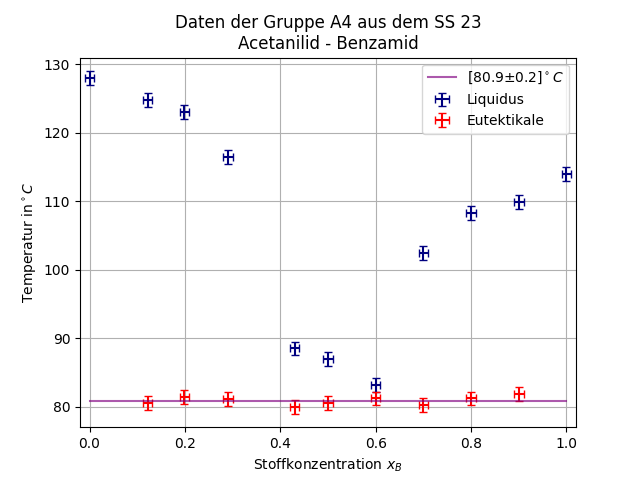 Daten der Gruppe A4 aus dem SS 23
Acetanilid - Benzamid
[80.9±0.2]°C
Liquidus
Eutektikale
Temperatur in °C
130
120
110
100
90
80
0.0 0.2 0.4 0.6 0.8 1.0
Stoffkonzentration x_B